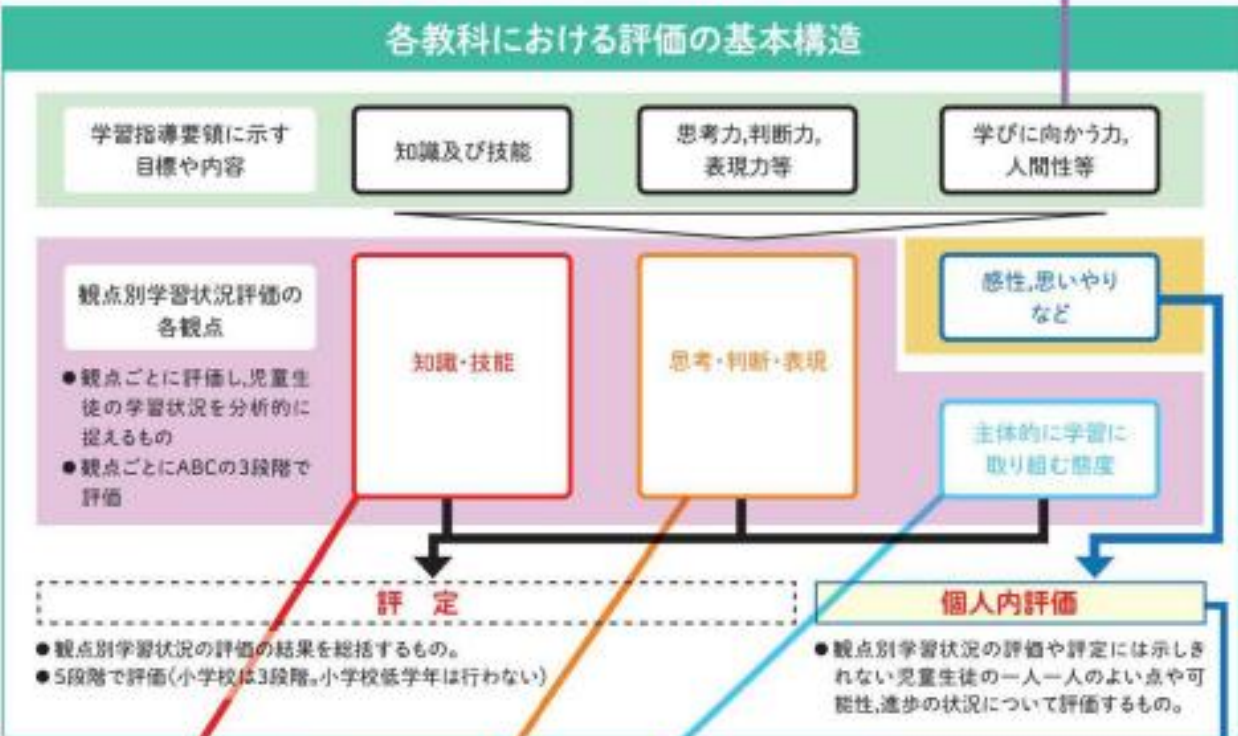 各教科における評価の基本構造
学習指導要領に示す
目標や内容
知識及び技能
思考力,判断力,
表現力等
学びに向かう力,
人間性等
観点別学習状況評価の
各観点
●観点ごとに評価し,児童生
徒の学習状況を分析的に
捉えるもの
●観点ごとにABCの3段階で
評価
知識・技能
思考・判断・表現
感性,思いやり
など
主体的に学習に
取り組む態度
評 定
●観点別学習状況の評価の結果を総括するもの。
●5段階で評価(小学校は3段階。小学校低学年は行わない)
個人内評価
●観点別学習状況の評価や評定には示しき
れない児童生徒の一人一人のよい点や可
能性,進歩の状況について評価するもの。